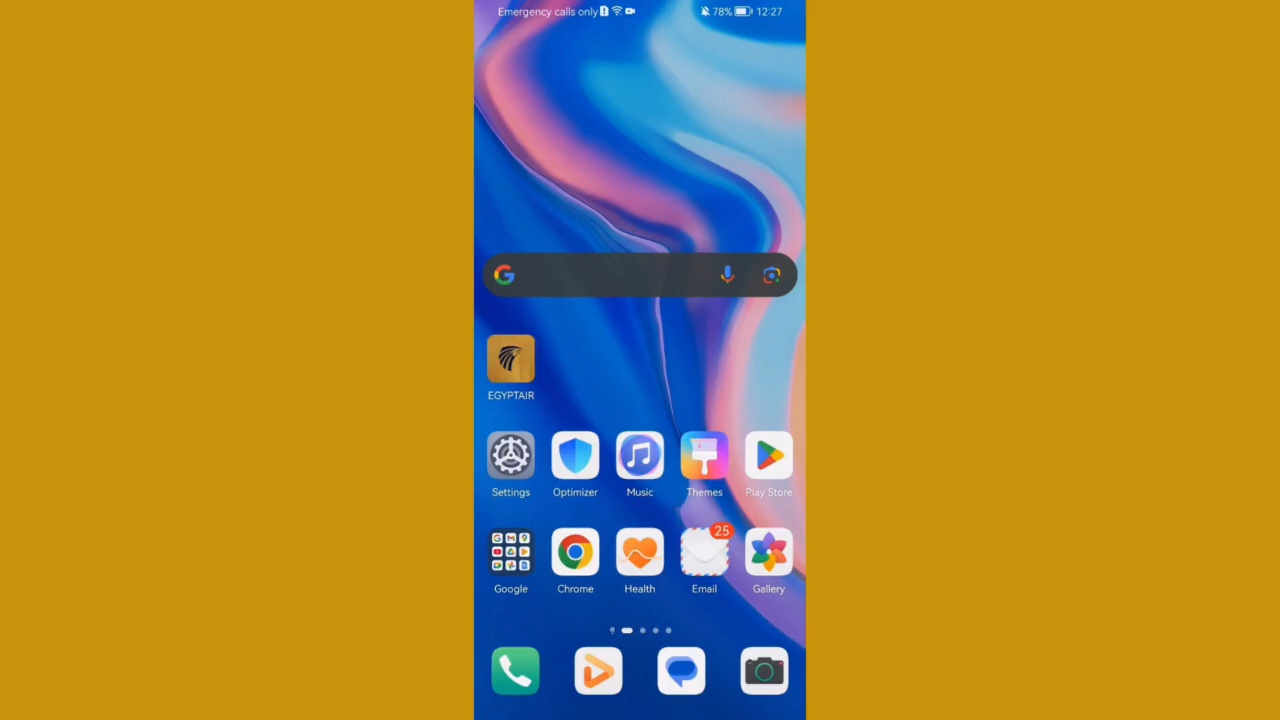 Emergency calls only 78% 12:27
EGYPTAIR
Settings Optimizer Music Themes Play Store
25
Google Chrome Health Email Gallery